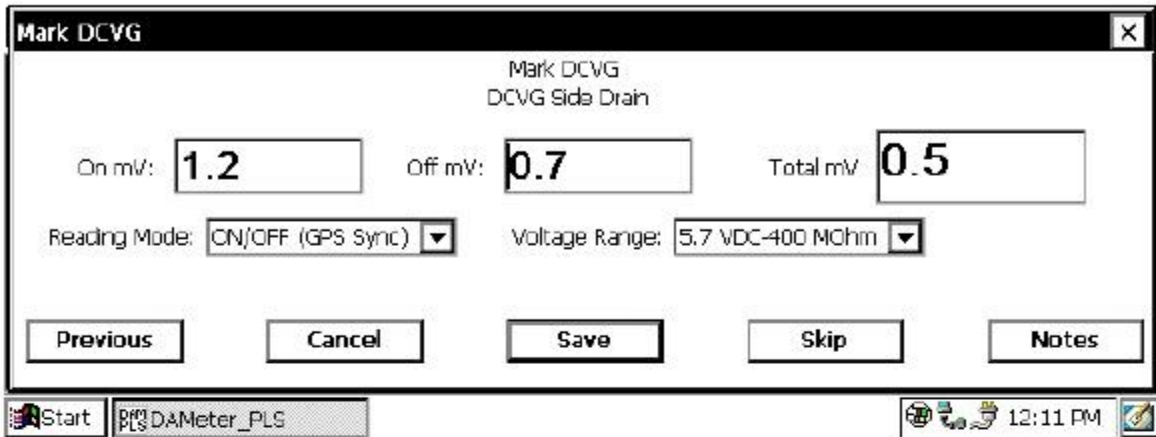 Mark DCVG
Mark DCVG
DCVG Side Drain
On mV: 1.2 Off mV: 0.7 Total mV 0.5
Reading Mode: ON/OFF (GPS Sync) Voltage Range: 5.7 VDC-400 MOhm
Previous Cancel Save Skip Notes
Start DAMeter_PLS 12:11 PM